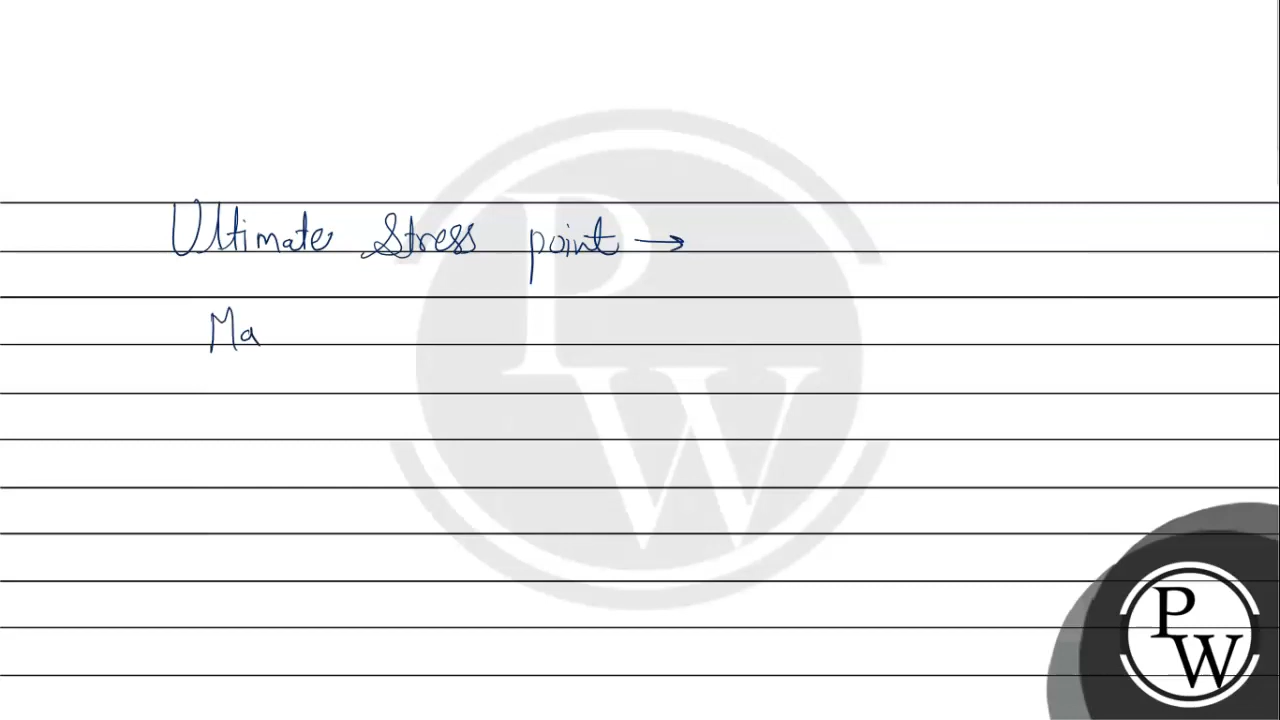 Ultimate Stress point →
Ma
P
W
P
W